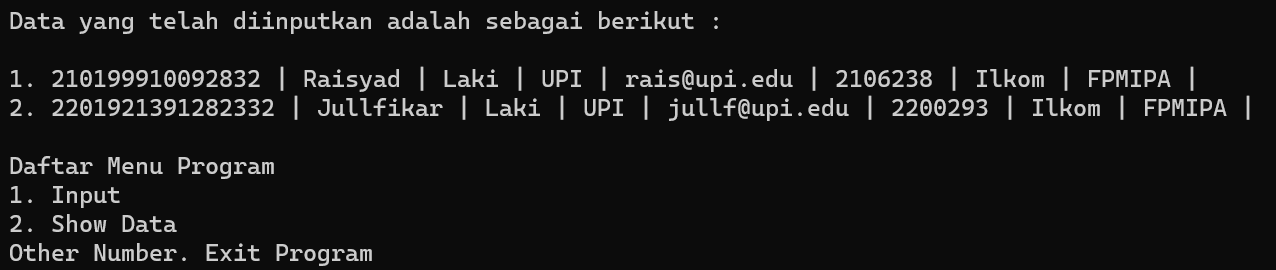 Data yang telah diinputkan adalah sebagai berikut :
1. 210199910092832 | Raisyad | Laki | UPI | rais@upi.edu | 2106238 | Ilkom | FPMIPA |
2. 2201921391282332 | Jullfikar | Laki | UPI | jullf@upi.edu | 2200293 | Ilkom | FPMIPA |
Daftar Menu Program
1. Input
2. Show Data
Other Number. Exit Program